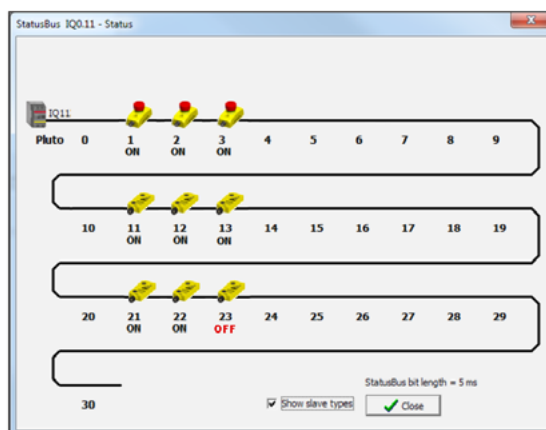 StatusBus IQ0.11 - Status
IQ11
Pluto 0 1 2 3 4 5 6 7 8 9
ON ON ON
10 11 12 13 14 15 16 17 18 19
ON ON ON
20 21 22 23 24 25 26 27 28 29
ON ON OFF
StatusBus bit length = 5 ms
30
Show slave types
Close